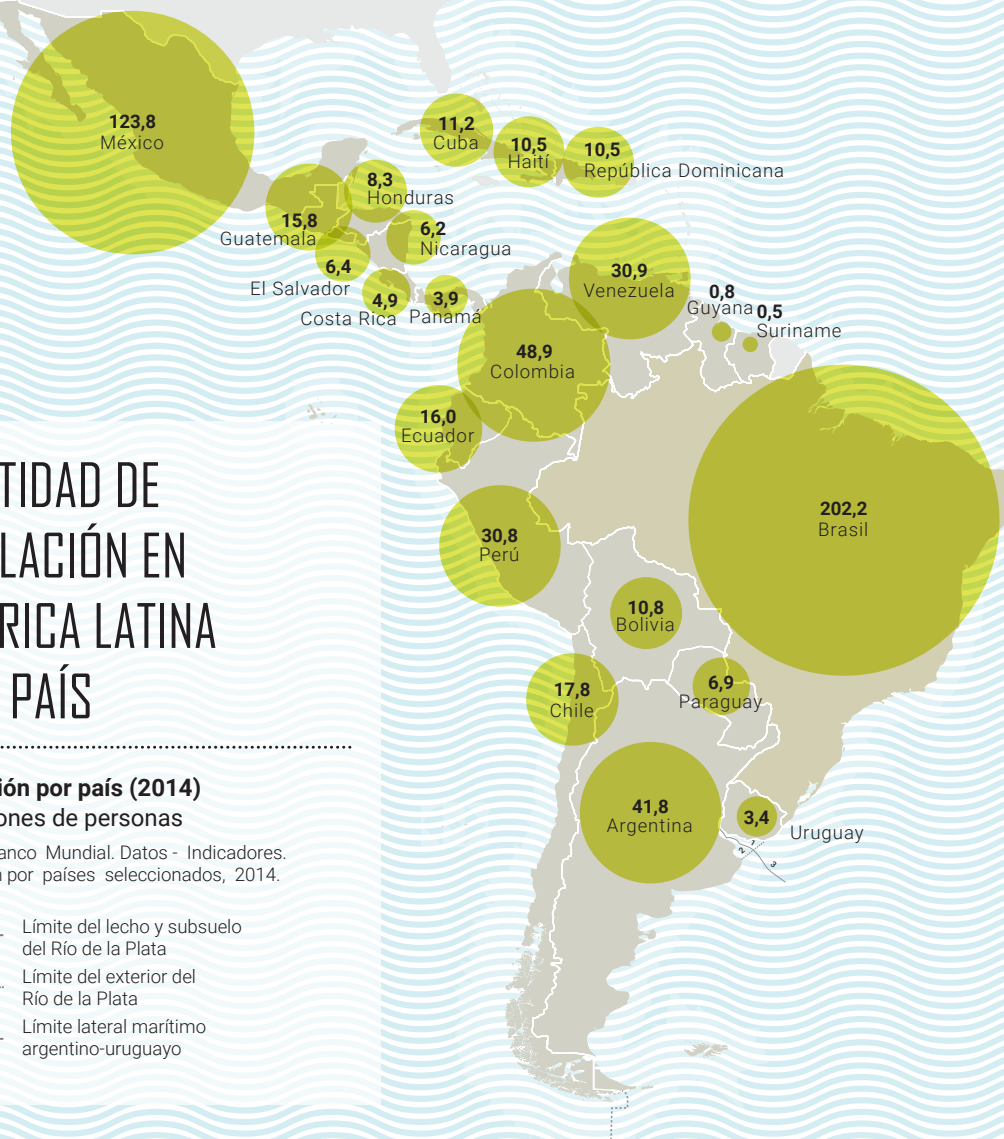 123,8
México
11,2
Cuba
10,5
Haití
10,5
República Dominicana
8,3
Honduras
15,8
Guatemala
6,2
Nicaragua
6,4
El Salvador
4,9
Costa Rica
3,9
Panamá
30,9
Venezuela
0,8
Guyana
0,5
Suriname
48,9
Colombia
16,0
Ecuador
202,2
Brasil
30,8
Perú
10,8
Bolivia
6,9
Paraguay
17,8
Chile
41,8
Argentina
3,4
Uruguay
1
2
3
TIDAD DE
LACIÓN EN
RICA LATINA
PAÍS
ión por país (2014)
ones de personas
anco Mundial. Datos - Indicadores.
n por países seleccionados, 2014.
Límite del lecho y subsuelo
del Río de la Plata
Límite del exterior del
Río de la Plata
Límite lateral marítimo
argentino-uruguayo